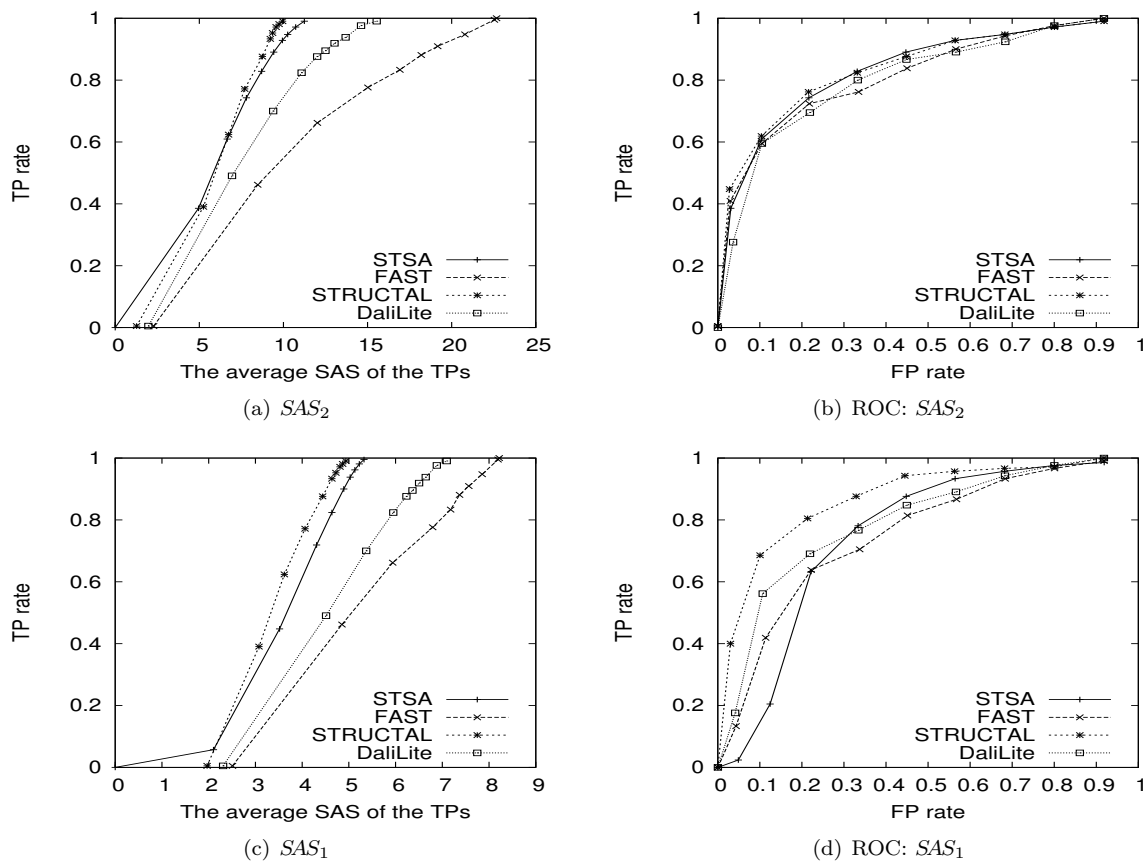 1
0.8
0.6
0.4
0.2
0
TP rate
STSA
FAST
STRUCTAL
DaliLite
0 5 10 15 20 25
The average SAS of the TPs
(a) SAS2
1
0.8
0.6
0.4
0.2
0
TP rate
STSA
FAST
STRUCTAL
DaliLite
0 0.1 0.2 0.3 0.4 0.5 0.6 0.7 0.8 0.9 1
FP rate
(b) ROC: SAS2
1
0.8
0.6
0.4
0.2
0
TP rate
STSA
FAST
STRUCTAL
DaliLite
0 1 2 3 4 5 6 7 8 9
The average SAS of the TPs
(c) SAS1
1
0.8
0.6
0.4
0.2
0
TP rate
STSA
FAST
STRUCTAL
DaliLite
0 0.1 0.2 0.3 0.4 0.5 0.6 0.7 0.8 0.9 1
FP rate
(d) ROC: SAS1